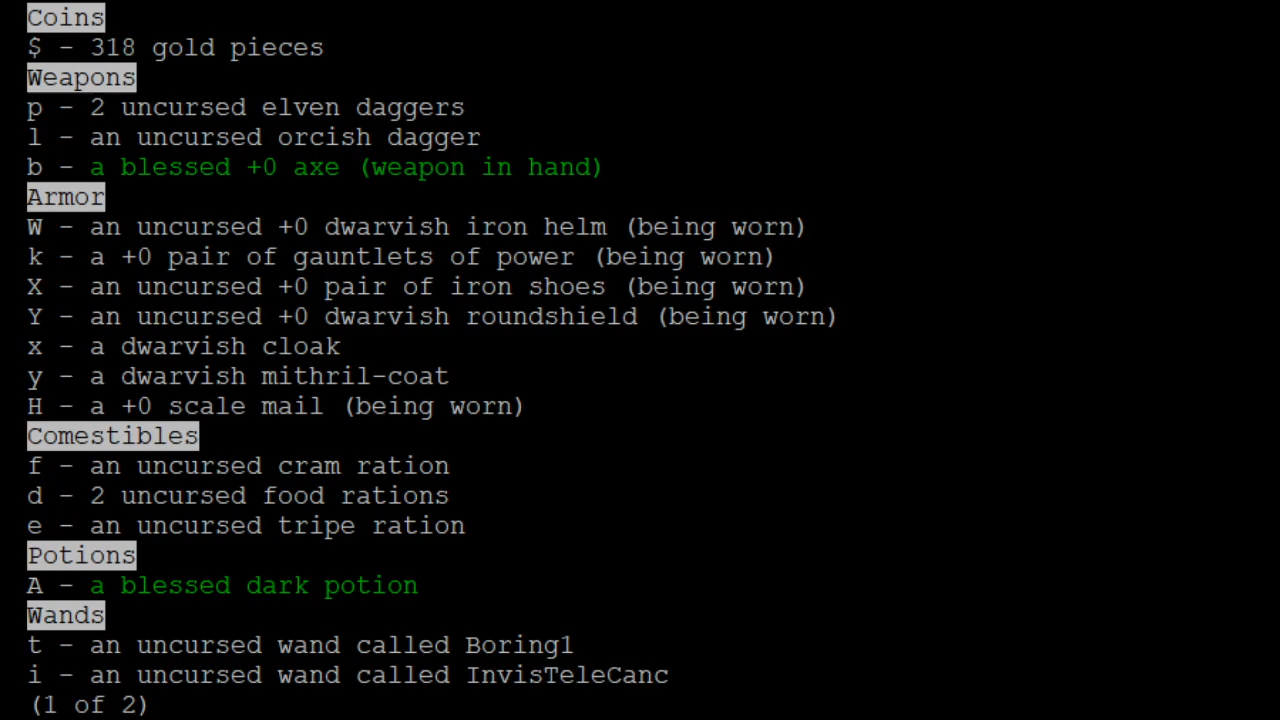 Coins
$ - 318 gold pieces
Weapons
p - 2 uncursed elven daggers
l - an uncursed orcish dagger
b - a blessed +0 axe (weapon in hand)
Armor
W - an uncursed +0 dwarvish iron helm (being worn)
k - a +0 pair of gauntlets of power (being worn)
X - an uncursed +0 pair of iron shoes (being worn)
Y - an uncursed +0 dwarvish roundshield (being worn)
x - a dwarvish cloak
y - a dwarvish mithril-coat
H - a +0 scale mail (being worn)
Comestibles
f - an uncursed cram ration
d - 2 uncursed food rations
e - an uncursed tripe ration
Potions
A - a blessed dark potion
Wands
t - an uncursed wand called Boring1
i - an uncursed wand called InvisTeleCanc
(1 of 2)